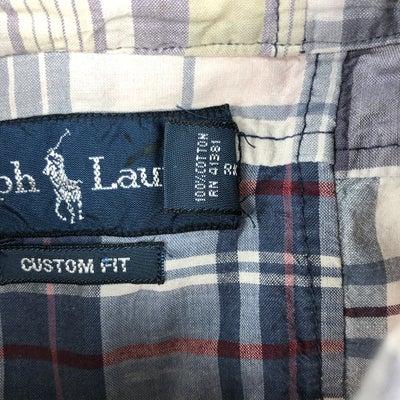 ph Lau
100% COTTON
RN 41381
CUSTOM FIT